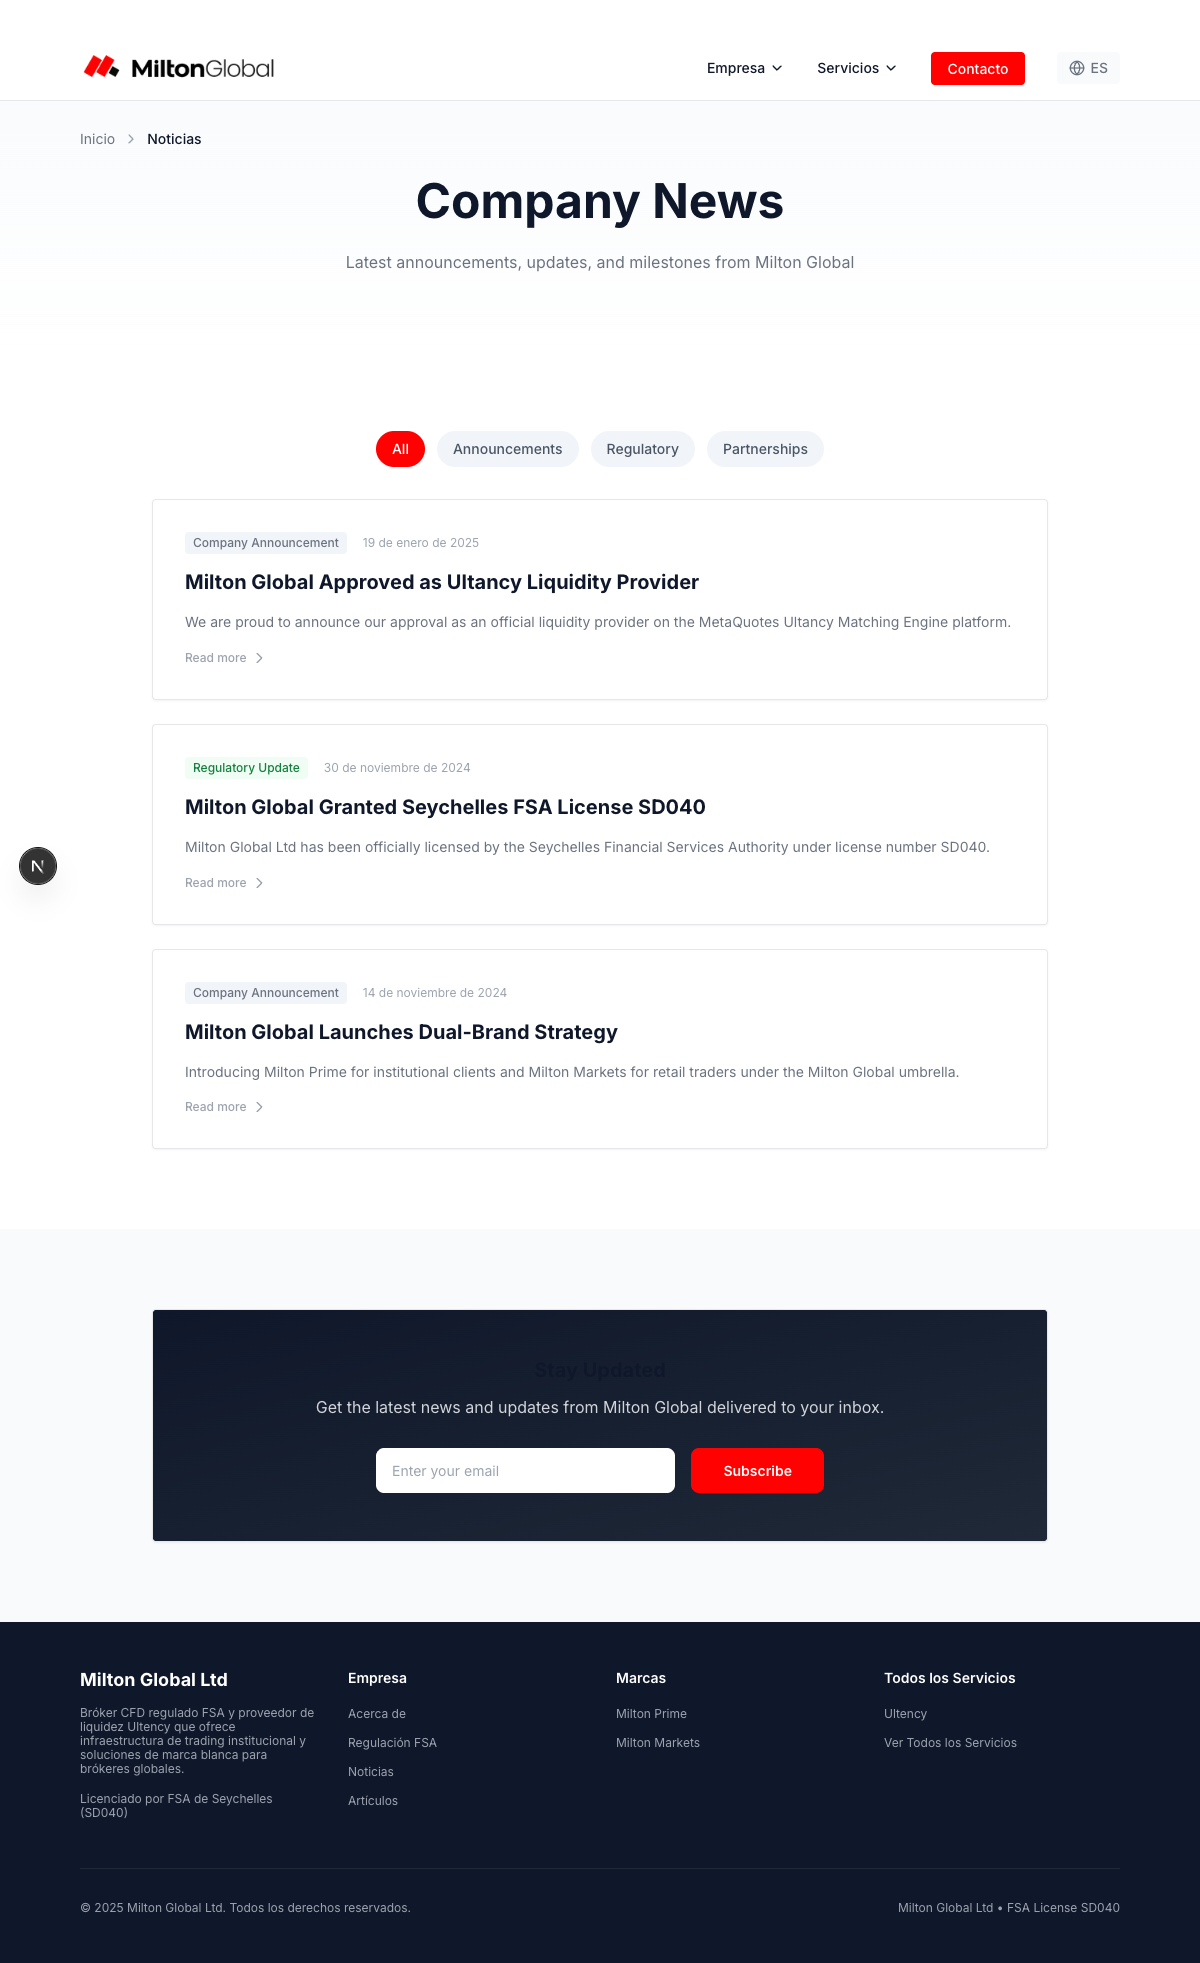 MiltonGlobal
Empresa
Servicios
Contacto
ES
Inicio
Noticias
Company News
Latest announcements, updates, and milestones from Milton Global
All
Announcements
Regulatory
Partnerships
Company Announcement
19 de enero de 2025
Milton Global Approved as Ultancy Liquidity Provider
We are proud to announce our approval as an official liquidity provider on the MetaQuotes Ultancy Matching Engine platform.
Read more
Regulatory Update
30 de noviembre de 2024
Milton Global Granted Seychelles FSA License SD040
Milton Global Ltd has been officially licensed by the Seychelles Financial Services Authority under license number SD040.
Read more
N
Company Announcement
14 de noviembre de 2024
Milton Global Launches Dual-Brand Strategy
Introducing Milton Prime for institutional clients and Milton Markets for retail traders under the Milton Global umbrella.
Read more
Stay Updated
Get the latest news and updates from Milton Global delivered to your inbox.
Enter your email
Subscribe
Milton Global Ltd
Bróker CFD regulado FSA y proveedor de
liquidez Ultency que ofrece
infraestructura de trading institucional y
soluciones de marca blanca para
brókeres globales.
Licenciado por FSA de Seychelles
(SD040)
Empresa
Acerca de
Regulación FSA
Noticias
Artículos
Marcas
Milton Prime
Milton Markets
Todos los Servicios
Ultency
Ver Todos los Servicios
© 2025 Milton Global Ltd. Todos los derechos reservados.
Milton Global Ltd • FSA License SD040